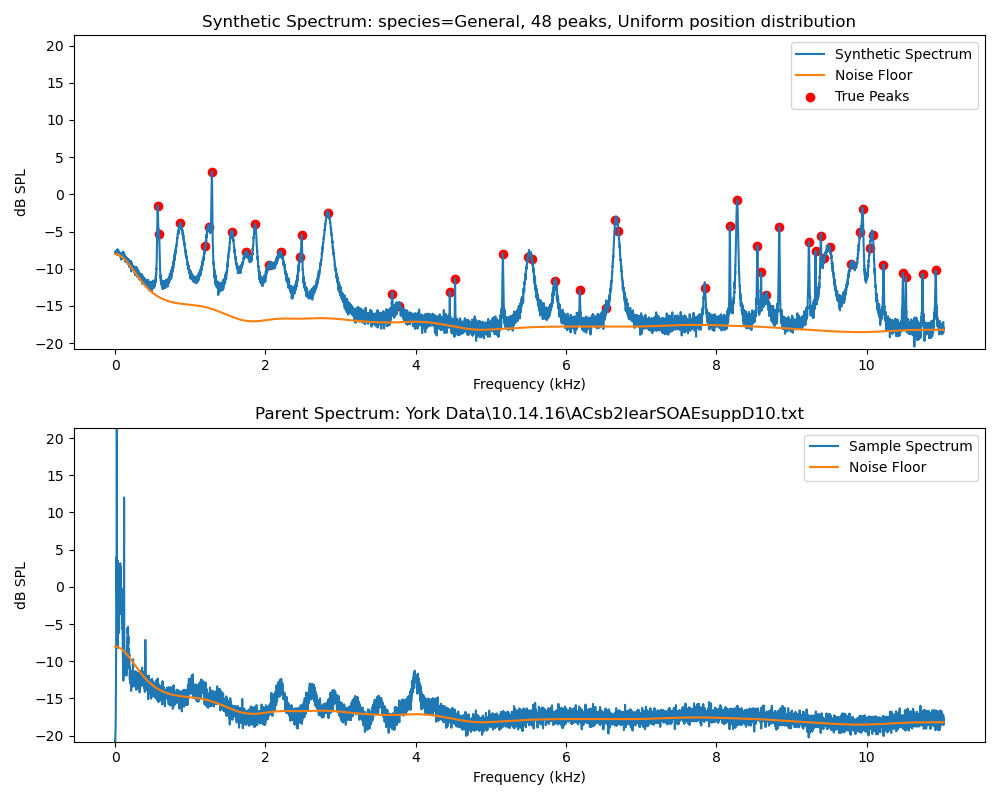 Synthetic Spectrum: species=General, 48 peaks, Uniform position distribution
20
15
10
5
0
−5
−10
−15
−20
dB SPL
Synthetic Spectrum
Noise Floor
True Peaks
0 2 4 6 8 10
Frequency (kHz)
Parent Spectrum: York Data\10.14.16\ACsb2learSOAEsuppD10.txt
20
15
10
5
0
−5
−10
−15
−20
dB SPL
Sample Spectrum
Noise Floor
0 2 4 6 8 10
Frequency (kHz)